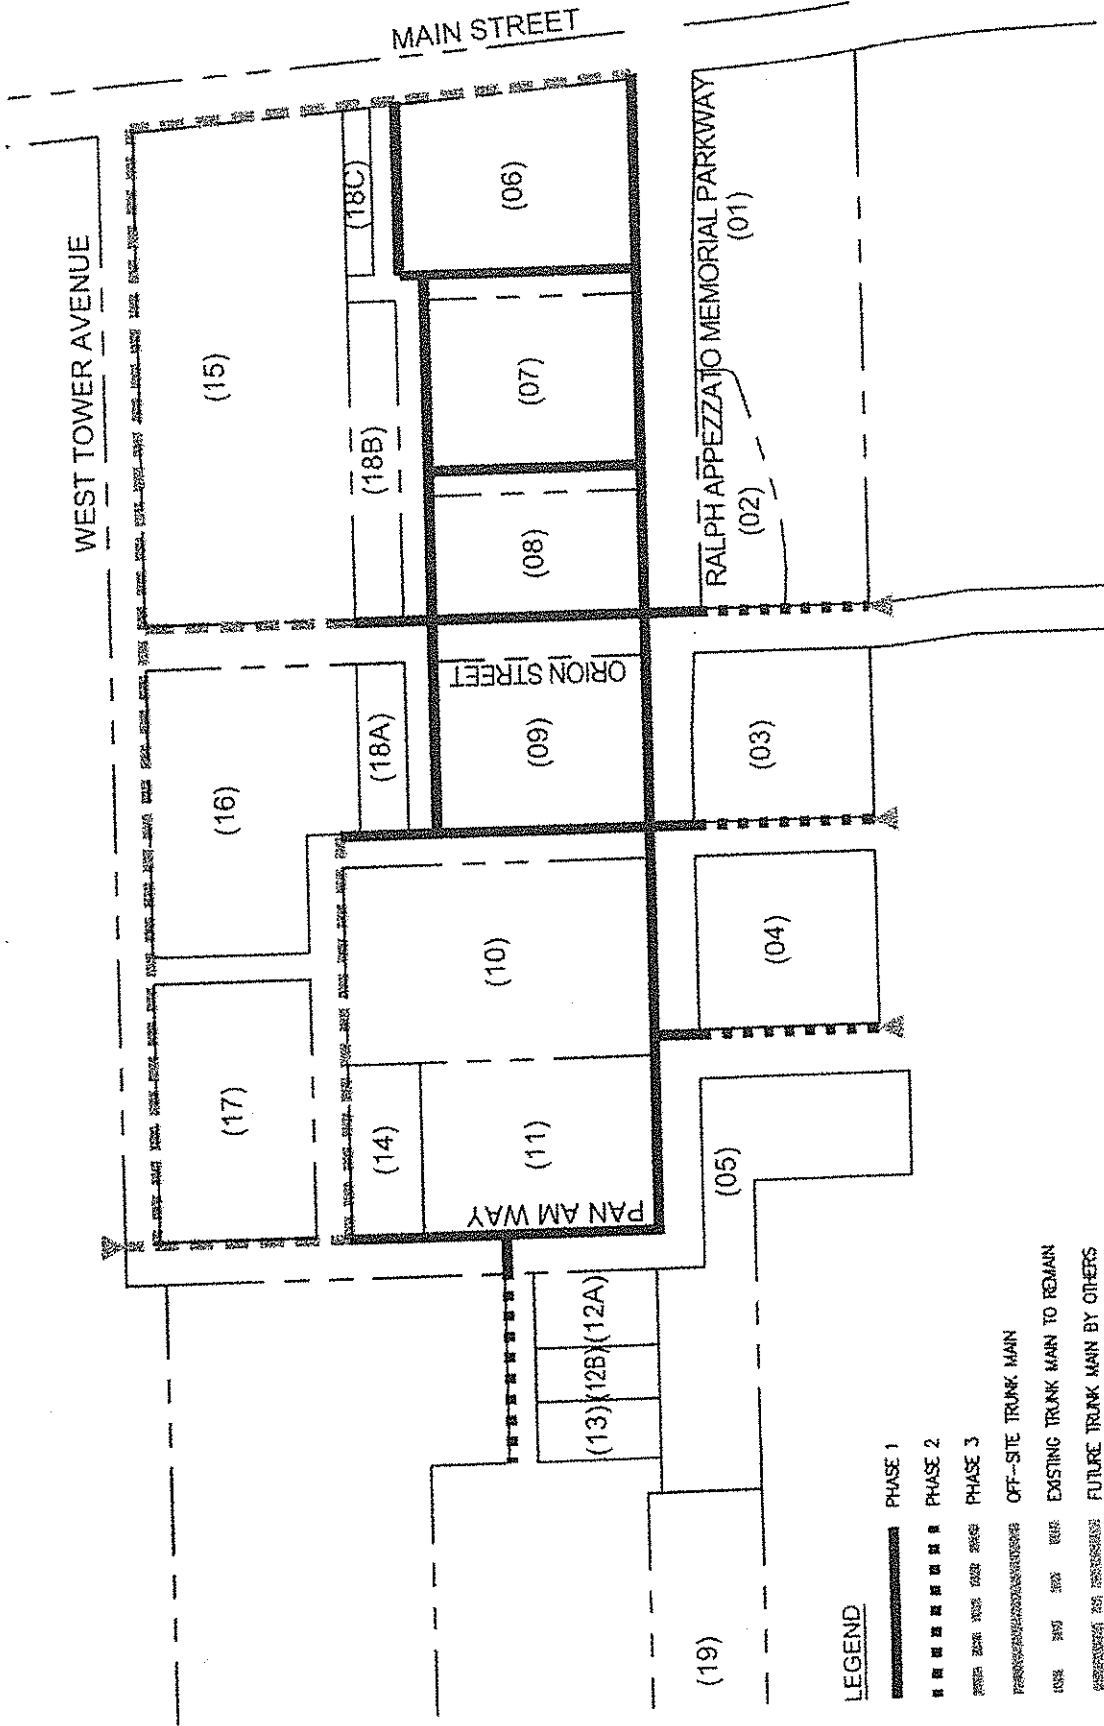 MAIN STREET
WEST TOWER AVENUE
(15)
(18C)
(06)
(18B)
(07)
RALPH APPEZZATO MEMORIAL PARKWAY
(01)
(08)
(02)
(16)
(18A)
ORION STREET
(09)
(03)
(10)
(04)
(17)
(14)
(11)
PAN AM WAY
(05)
(12A)
(12B)
(13)
(19)
LEGEND
PHASE 1
PHASE 2
PHASE 3
OFF-SITE TRUNK MAIN
EXISTING TRUNK MAIN TO REMAIN
FUTURE TRUNK MAIN BY OTHERS